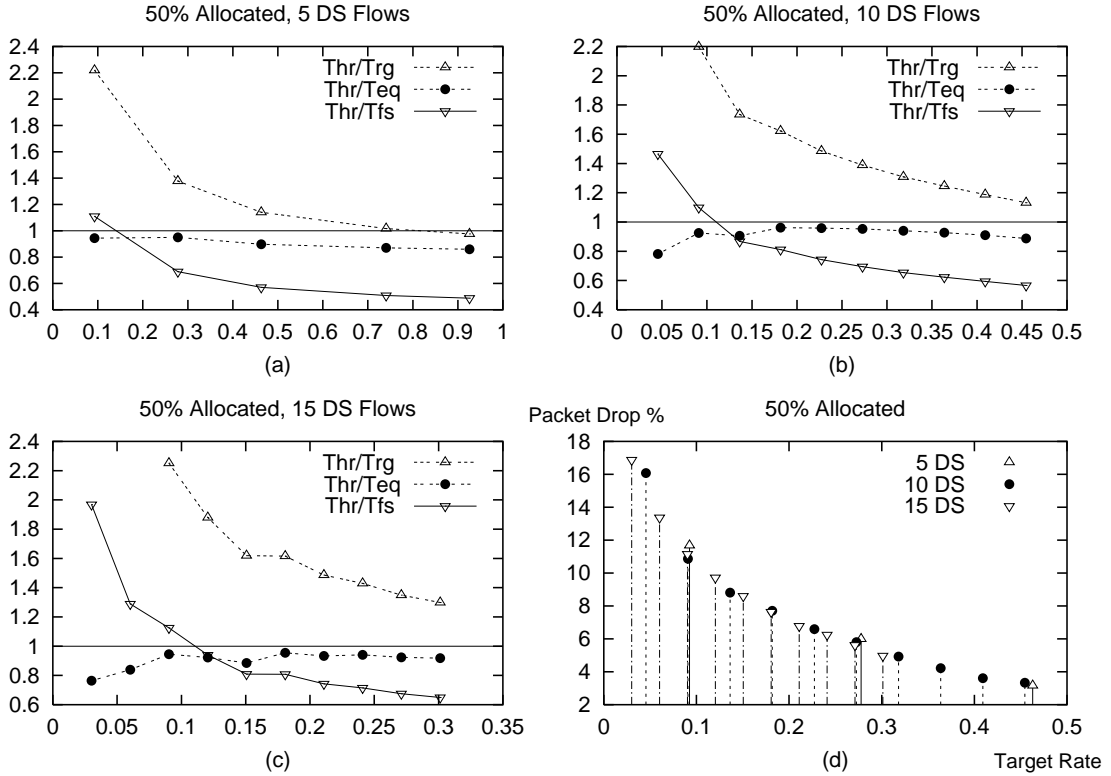 50% Allocated, 5 DS Flows
2.4
2.2
2
1.8
1.6
1.4
1.2
1
0.8
0.6
0.4
Thr/Trg
Thr/Teq
Thr/Tfs
0 0.1 0.2 0.3 0.4 0.5 0.6 0.7 0.8 0.9 1
(a)
50% Allocated, 10 DS Flows
2.2
2
1.8
1.6
1.4
1.2
1
0.8
0.6
0.4
Thr/Trg
Thr/Teq
Thr/Tfs
0 0.05 0.1 0.15 0.2 0.25 0.3 0.35 0.4 0.45 0.5
(b)
50% Allocated, 15 DS Flows
2.4
2.2
2
1.8
1.6
1.4
1.2
1
0.8
0.6
Thr/Trg
Thr/Teq
Thr/Tfs
0 0.05 0.1 0.15 0.2 0.25 0.3 0.35
(c)
Packet Drop %
50% Allocated
18
16
14
12
10
8
6
4
2
5 DS
10 DS
15 DS
0 0.1 0.2 0.3 0.4 0.5
(d)
Target Rate